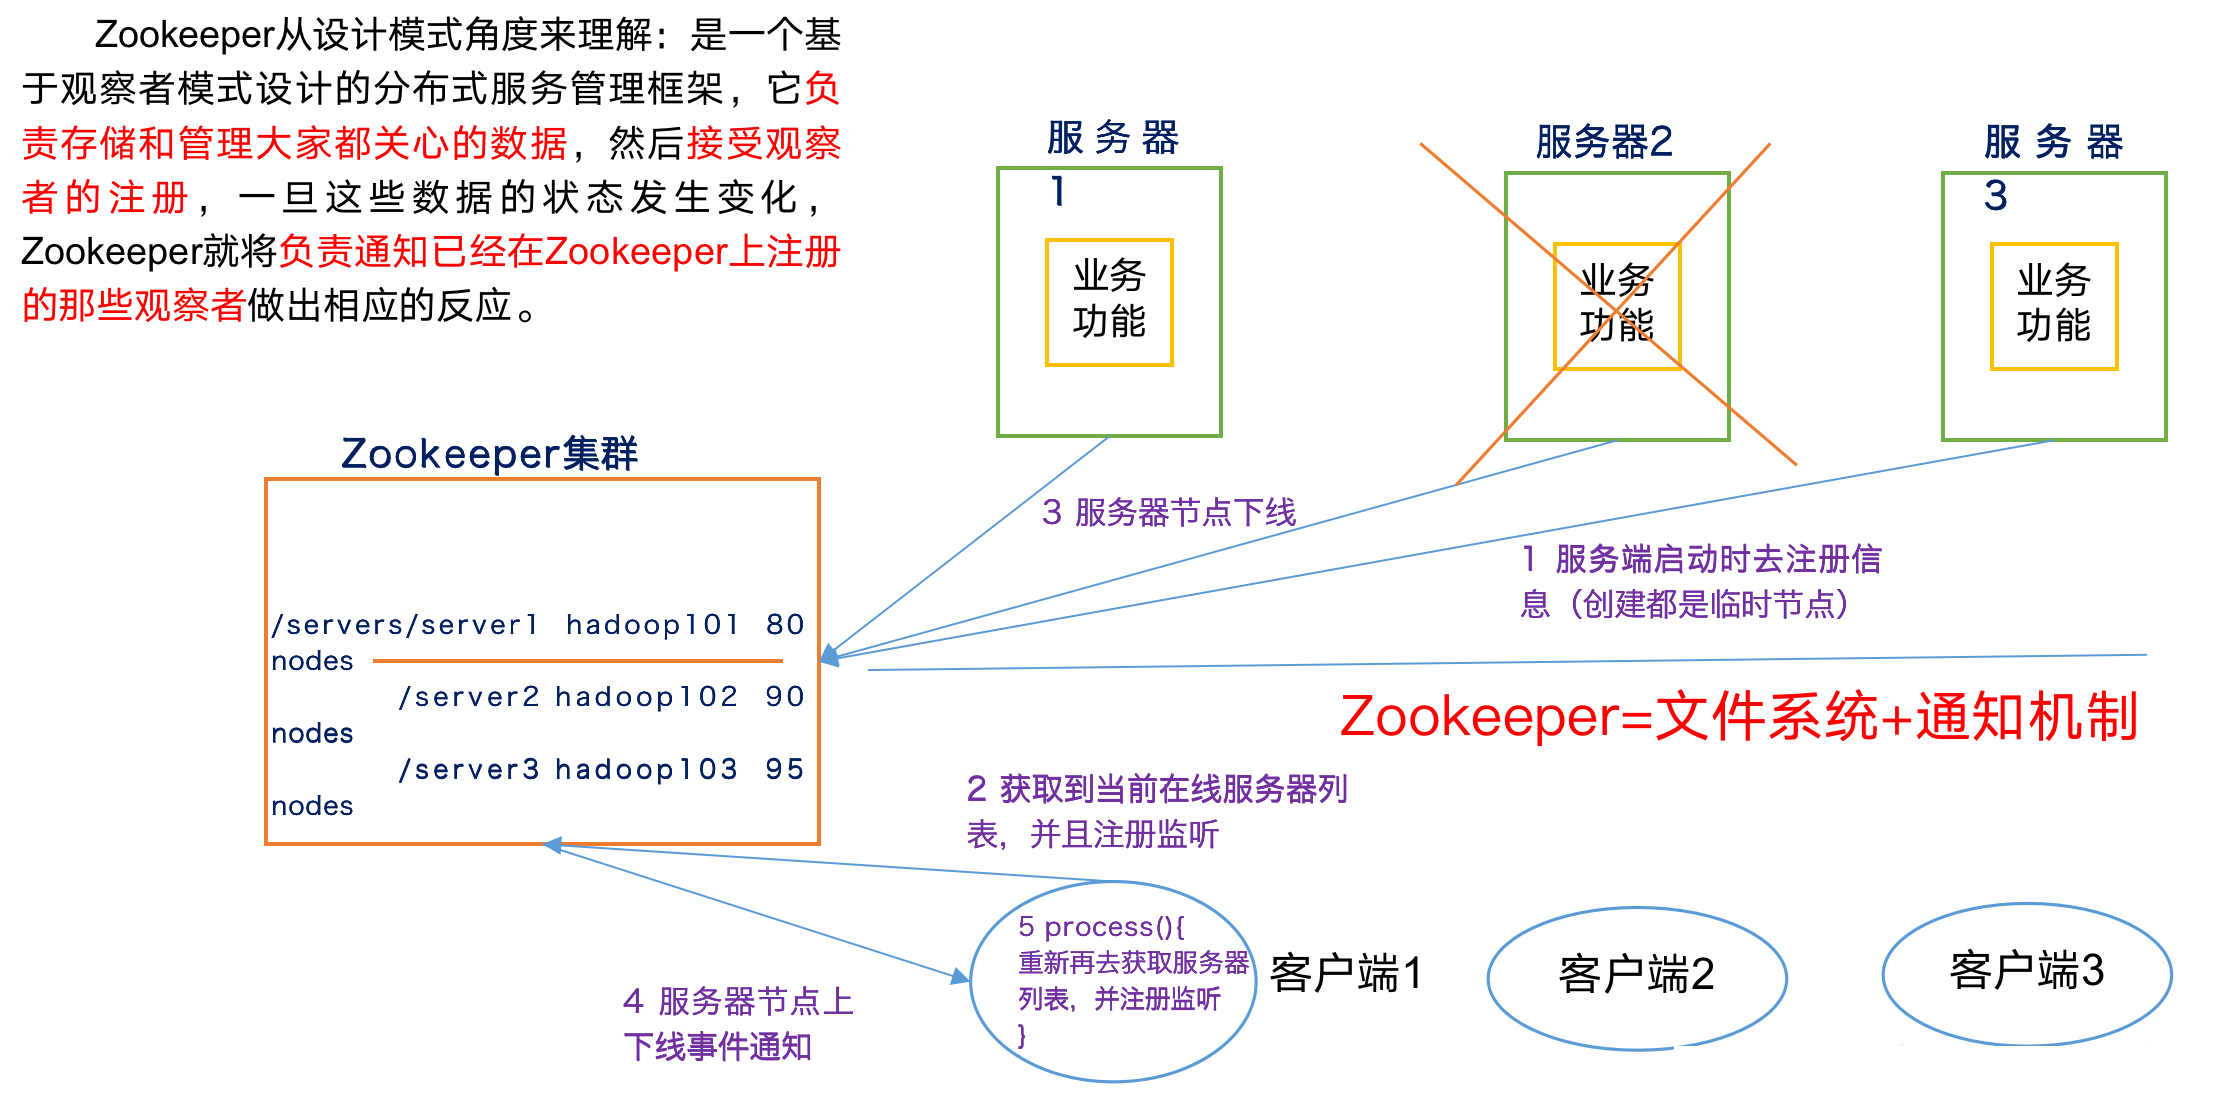 Zookeeper从设计模式角度来理解：是一个基
于观察者模式设计的分布式服务管理框架，它负
责存储和管理大家都关心的数据，然后接受观察
者的注册，一旦这些数据的状态发生变化，
Zookeeper就将负责通知已经在Zookeeper上注册
的那些观察者做出相应的反应。
服务器
1
业务
功能
服务器2
业务
功能
服务器
3
业务
功能
Zookeeper集群
/servers/server1 hadoop101 80
nodes
/server2 hadoop102 90
nodes
/server3 hadoop103 95
nodes
3 服务器节点下线
1 服务端启动时去注册信
息（创建都是临时节点）
Zookeeper=文件系统+通知机制
2 获取到当前在线服务器列
表，并且注册监听
5 process(){
重新再去获取服务器
列表，并注册监听
}
客户端1
客户端2
客户端3
4 服务器节点上
下线事件通知